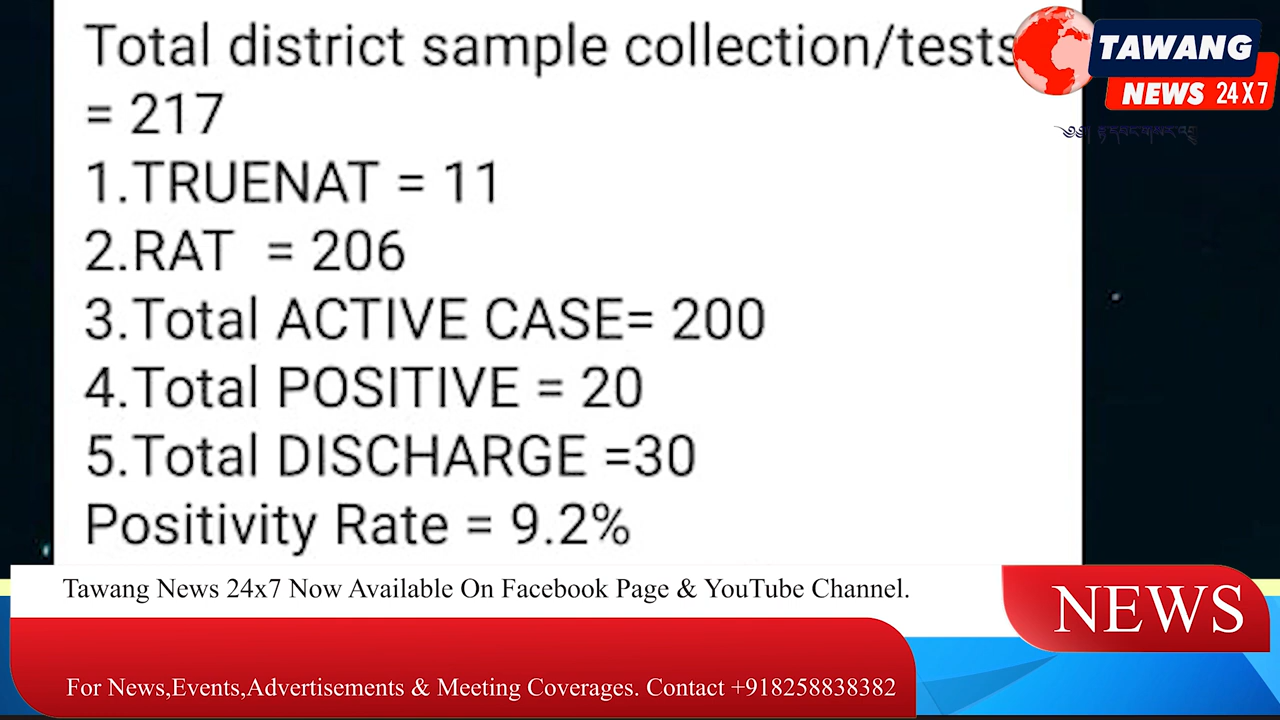 Total district sample collection/tests
= 217
1.TRUENAT = 11
2.RAT = 206
3.Total ACTIVE CASE= 200
4.Total POSITIVE = 20
5.Total DISCHARGE =30
Positivity Rate = 9.2%
TAWANG
NEWS 24X7
Tawang News 24x7 Now Available On Facebook Page & YouTube Channel.
NEWS
For News,Events,Advertisements & Meeting Coverages. Contact +918258838382